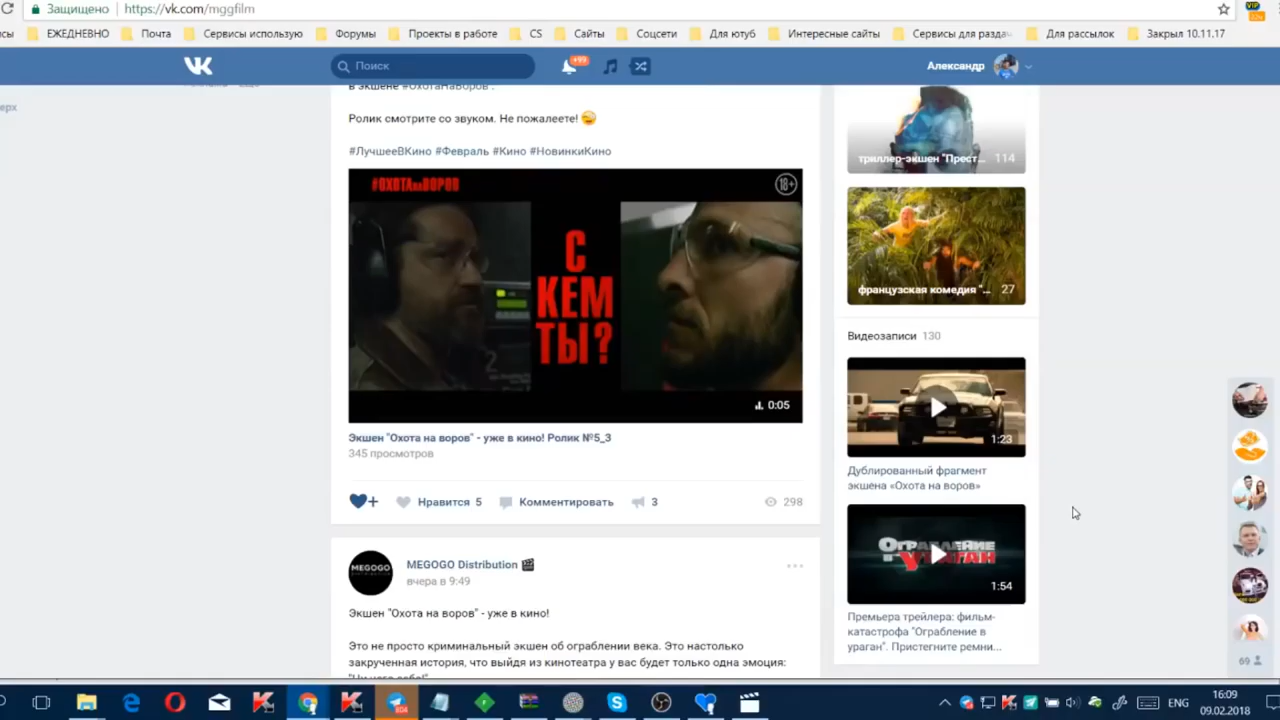 Защищено
https://vk.com/mggfilm
VIP
ЕЖЕДНЕВНО
Почта
Сервисы использую
Форумы
Проекты в работе
CS
Сайты
Соцсети
Для ютуб
Интересные сайты
Сервисы для разда
Для рассылок
Закрыл 10.11.17
Поиск
+99
Александр
ерх
в экшене #ОхотаНаВоров .
Ролик смотрите со звуком. Не пожалеете!
#ЛучшееВКино #Февраль #Кино #НовинкиКино
#ОХОТАНАВОРОВ
18+
С
КЕМ
ТЫ?
0:05
Экшен "Охота на воров" - уже в кино! Ролик №5_3
345 просмотров
Нравится 5
Комментировать
3
298
MEGOGO
MEGOGO Distribution
вчера в 9:49
Экшен "Охота на воров" - уже в кино!
Это не просто криминальный экшен об ограблении века. Это настолько
закрученная история, что выйдя из кинотеатра у вас будет только одна эмоция:
триллер-экшен "Прест... 114
французская комедия "... 27
Видеозаписи 130
1:23
Дублированный фрагмент
экшена «Охота на воров»
ОГРАБЛЕНИЕ
В УРАГАН
1:54
Премьера трейлера: фильм-
катастрофа "Ограбление в
ураган". Пристегните ремни...
69
ENG
16:09
09.02.2018